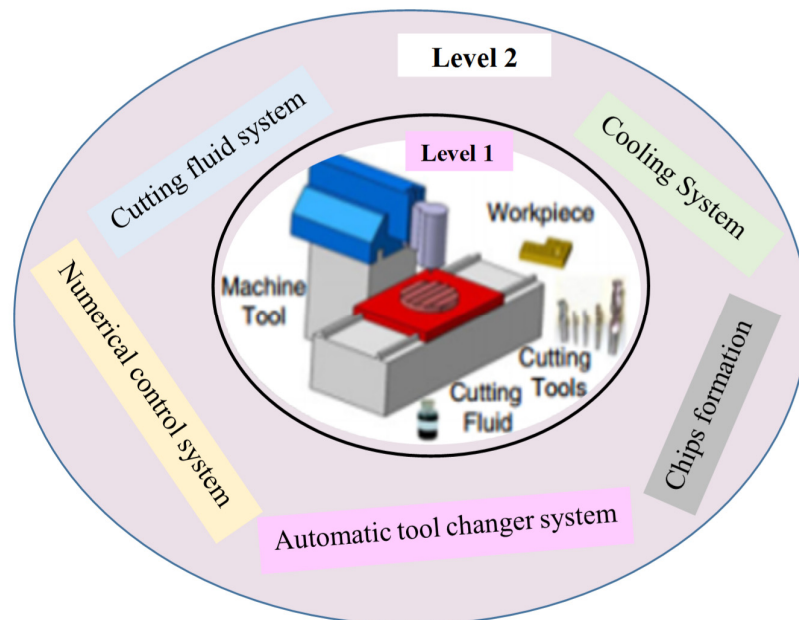 Level 2
Cutting fluid system
Cooling System
Level 1
Workpiece
Machine
Tool
Numerical control system
Cutting
Tools
Cutting
Fluid
Chips formation
Automatic tool changer system